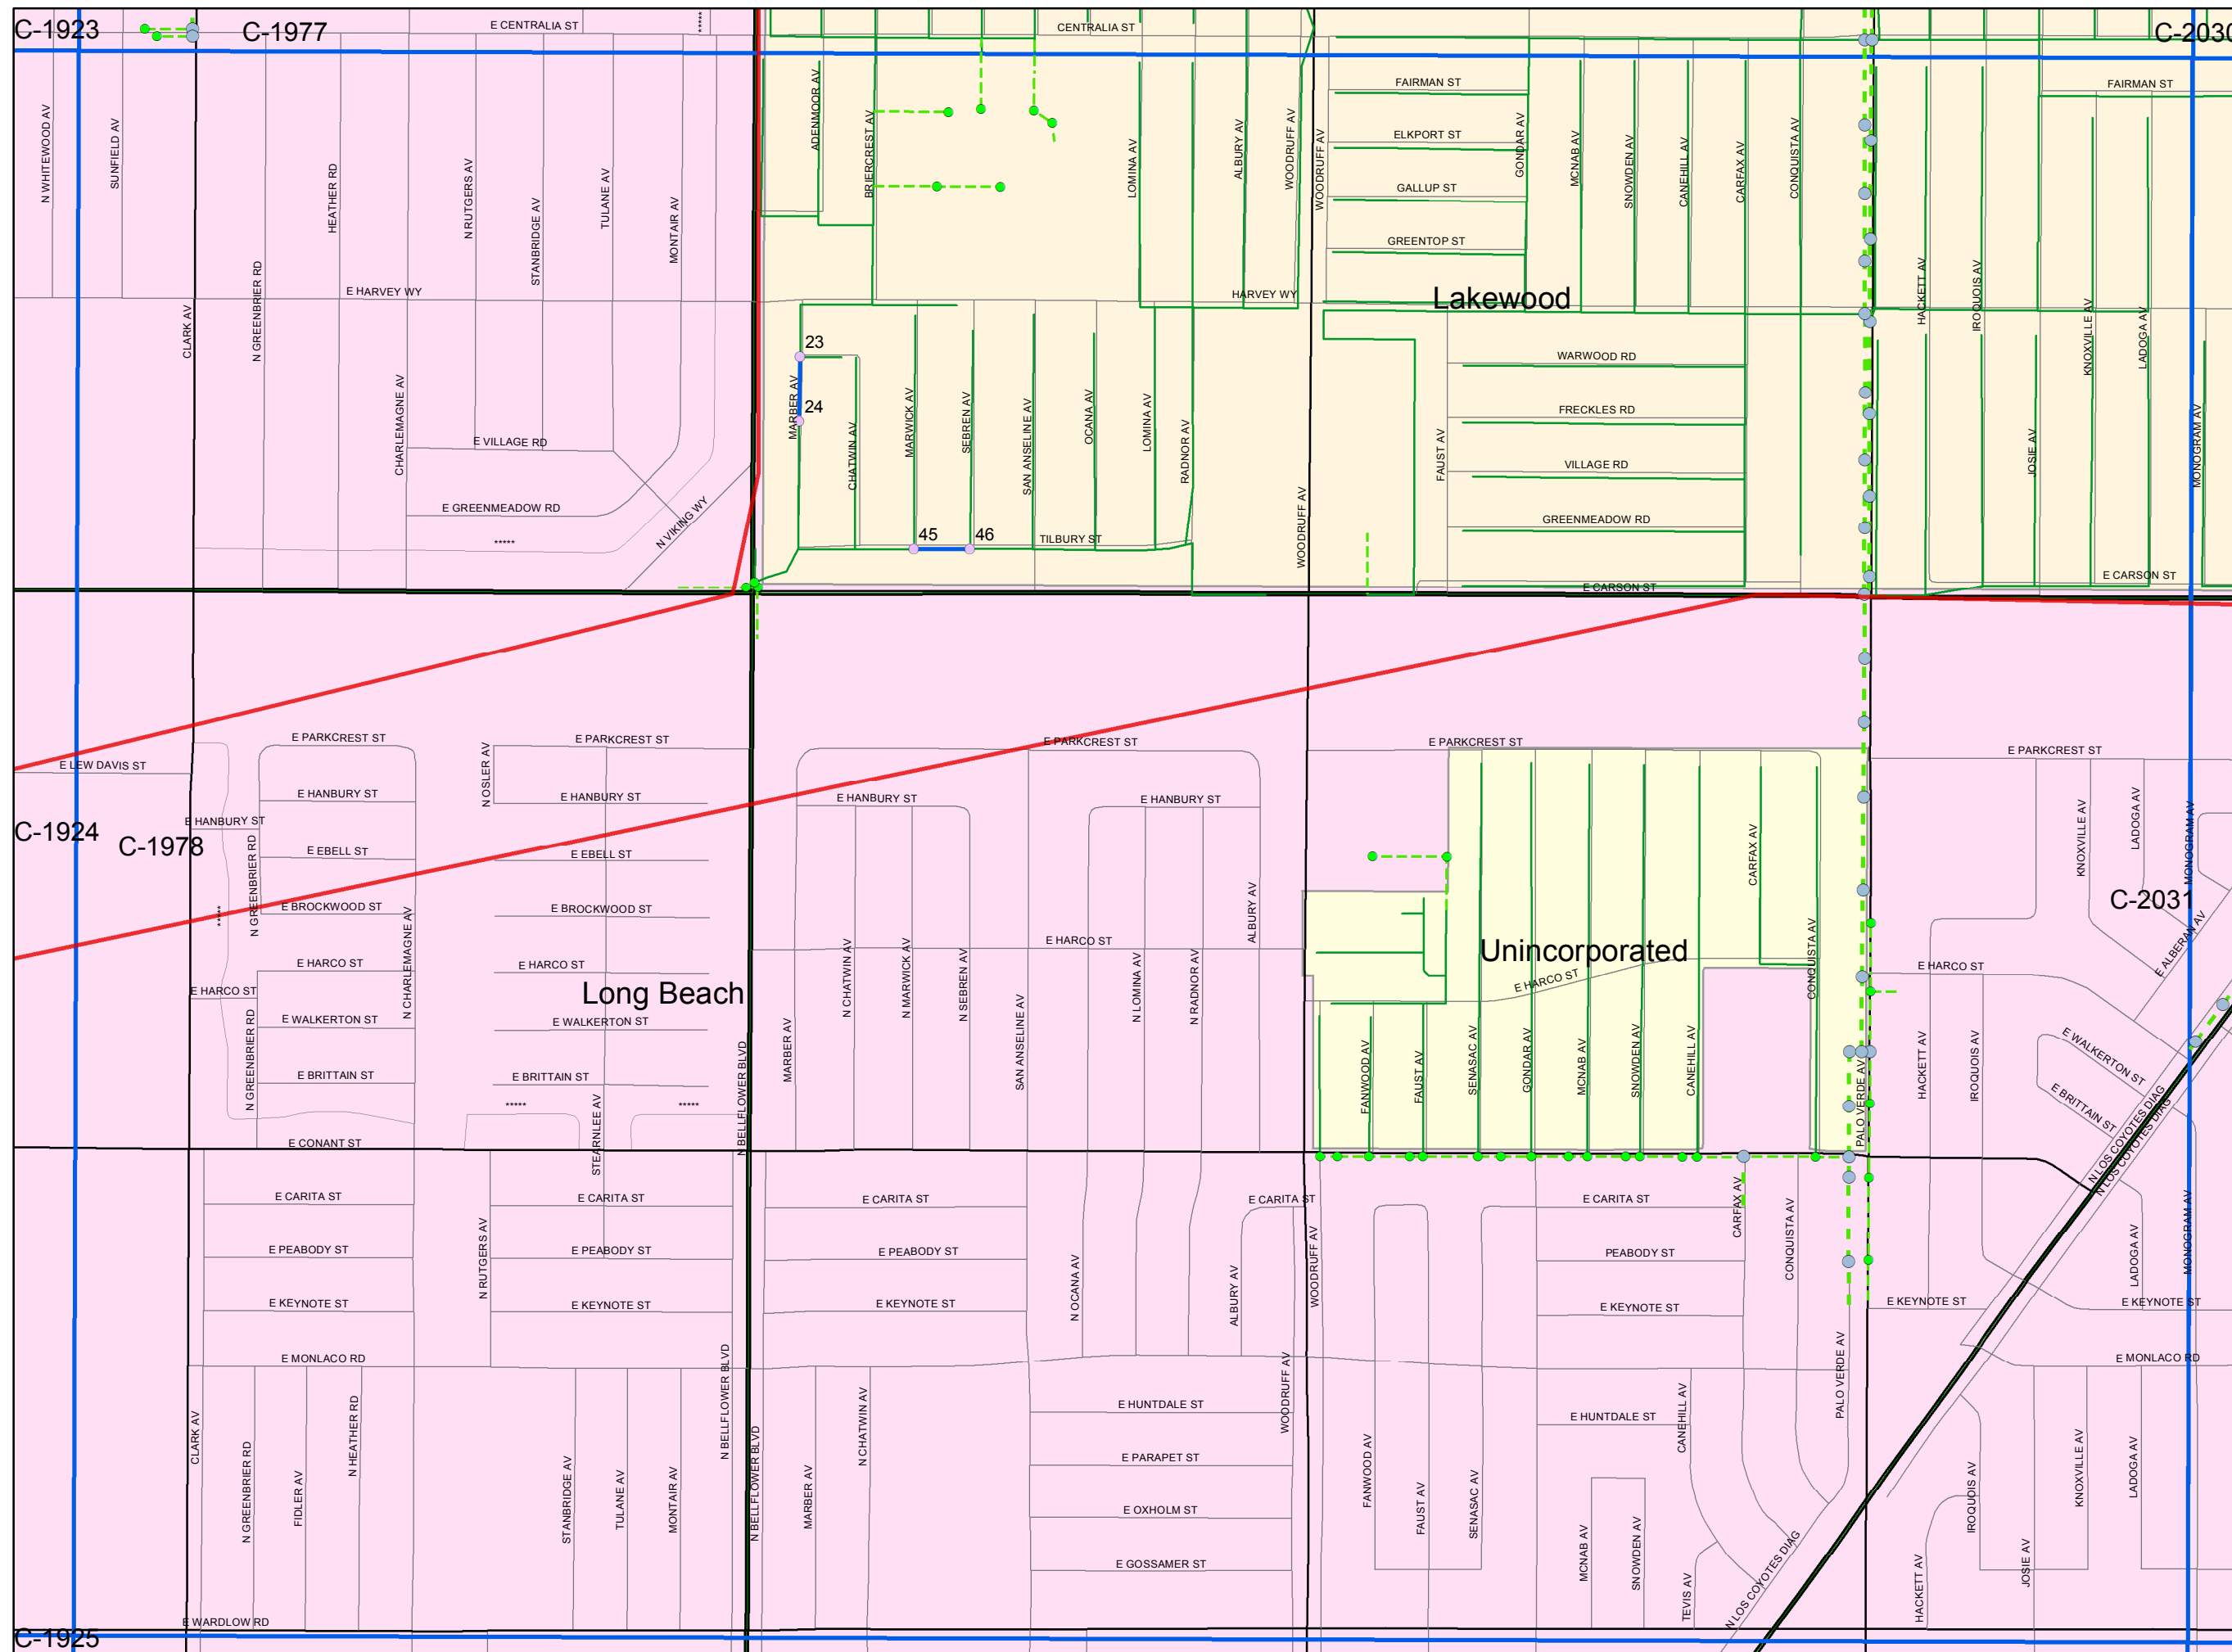 C-1923
C-1977
E CENTRALIA ST
*****
CENTRALIA ST
C-2030
N WHITEWOOD AV
SUNFIELD AV
HEATHER RD
N RUTGERS AV
STANBRIDGE AV
TULANE AV
MONTAIR AV
ADENMOOR AV
BRIERCREST AV
LOMINA AV
ALBURY AV
WOODRUFF AV
WOODRUFF AV
FAIRMAN ST
ELKPORT ST
GALLUP ST
GREENTOP ST
GONDAR AV
MCNAB AV
SNOWDEN AV
CANEHILL AV
CARFAX AV
CONQUISTA AV
FAIRMAN ST
HACKETT AV
IROQUOIS AV
KNOXVILLE AV
LADOGA AV
E HARVEY WY
HARVEY WY
Lakewood
CLARK AV
N GREENBRIER RD
CHARLEMAGNE AV
E VILLAGE RD
E GREENMEADOW RD
*****
N VIKING WY
23
24
MARBER AV
CHATWIN AV
MARWICK AV
SEBREN AV
SAN ANSELINE AV
OCANA AV
LOMINA AV
RADNOR AV
45
46
TILBURY ST
WOODRUFF AV
FAUST AV
WARWOOD RD
FRECKLES RD
VILLAGE RD
GREENMEADOW RD
E CARSON ST
JOSIE AV
MONOGRAM AV
E CARSON ST
E LEW DAVIS ST
E PARKCREST ST
N OSLER AV
E PARKCREST ST
E PARKCREST ST
E PARKCREST ST
E PARKCREST ST
E HANBURY ST
E HANBURY ST
E HANBURY ST
E HANBURY ST
E HANBURY ST
C-1924
C-1978
E EBELL ST
E EBELL ST
N GREENBRIER RD
*****
E BROCKWOOD ST
E BROCKWOOD ST
N CHARLEMAGNE AV
E HARCO ST
E HARCO ST
E HARCO ST
E HARCO ST
Long Beach
E WALKERTON ST
E WALKERTON ST
N GREENBRIER RD
E BRITTAIN ST
E BRITTAIN ST
*****
*****
E CONANT ST
STEARNLEE AV
N BELLFLOWER BLVD
MARBER AV
N CHATWIN AV
N MARWICK AV
N SEBREN AV
SAN ANSELINE AV
N LOMINA AV
N RADNOR AV
ALBURY AV
Unincorporated
E HARCO ST
CARFAX AV
CONQUISTA AV
FANWOOD AV
FAUST AV
SENASAC AV
GONDAR AV
MCNAB AV
SNOWDEN AV
CANEHILL AV
PALO VERDE AV
KNOXVILLE AV
LADOGA AV
MONOGRAM AV
C-2031
E ALBERAN AV
E HARCO ST
HACKETT AV
IROQUOIS AV
E WALKERTON ST
E BRITTAIN ST
N LOS COYOTES DIAG
N LOS COYOTES DIAG
E CARITA ST
E CARITA ST
E CARITA ST
E CARITA ST
E CARITA ST
N RUTGERS AV
E PEABODY ST
E PEABODY ST
E PEABODY ST
PEABODY ST
E KEYNOTE ST
E KEYNOTE ST
E KEYNOTE ST
E KEYNOTE ST
E KEYNOTE ST
E KEYNOTE ST
N OCANA AV
ALBURY AV
WOODRUFF AV
CARFAX AV
CONQUISTA AV
LADOGA AV
MONOGRAM AV
E MONLACO RD
E MONLACO RD
CLARK AV
N GREENBRIER RD
FIDLER AV
N HEATHER RD
STANBRIDGE AV
TULANE AV
MONTAIR AV
N BELLFLOWER BLVD
N BELLFLOWER BLVD
MARBER AV
N CHATWIN AV
E HUNTDALE ST
E PARAPET ST
E OXHOLM ST
E GOSSAMER ST
WOODRUFF AV
FANWOOD AV
FAUST AV
SENASAC AV
E HUNTDALE ST
CANEHILL AV
PALO VERDE AV
MCNAB AV
SNOWDEN AV
TEVIS AV
N LOS COYOTES DIAG
HACKETT AV
IROQUOIS AV
JOSIE AV
KNOXVILLE AV
LADOGA AV
E WARDLOW RD
C-1925